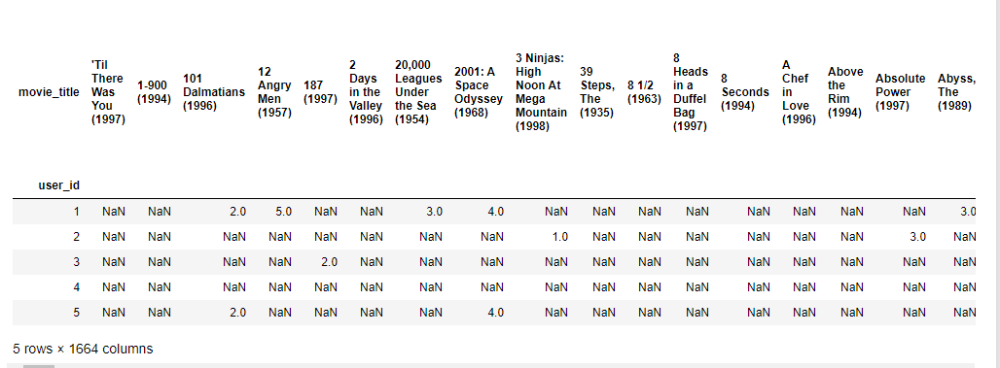 movie_title 'Til There Was You (1997) 1-900 (1994) 101 Dalmatians (1996) 12 Angry Men (1957) 187 (1997) 2 Days in the Valley (1996) 20,000 Leagues Under the Sea (1954) 2001: A Space Odyssey (1968) 3 Ninjas: High Noon At Mega Mountain (1998) 39 Steps, The (1935) 8 1/2 (1963) 8 Heads in a Duffel Bag (1997) 8 Seconds (1994) A Chef in Love (1996) Above the Rim (1994) Absolute Power (1997) Abyss, The (1989)
user_id
1 NaN NaN 2.0 5.0 NaN NaN 3.0 4.0 NaN NaN NaN NaN NaN NaN NaN NaN 3.0
2 NaN NaN NaN NaN NaN NaN NaN NaN 1.0 NaN NaN NaN NaN NaN NaN 3.0 NaN
3 NaN NaN NaN NaN 2.0 NaN NaN NaN NaN NaN NaN NaN NaN NaN NaN NaN NaN
4 NaN NaN NaN NaN NaN NaN NaN NaN NaN NaN NaN NaN NaN NaN NaN NaN NaN
5 NaN NaN 2.0 NaN NaN NaN NaN 4.0 NaN NaN NaN NaN NaN NaN NaN NaN NaN
5 rows × 1664 columns